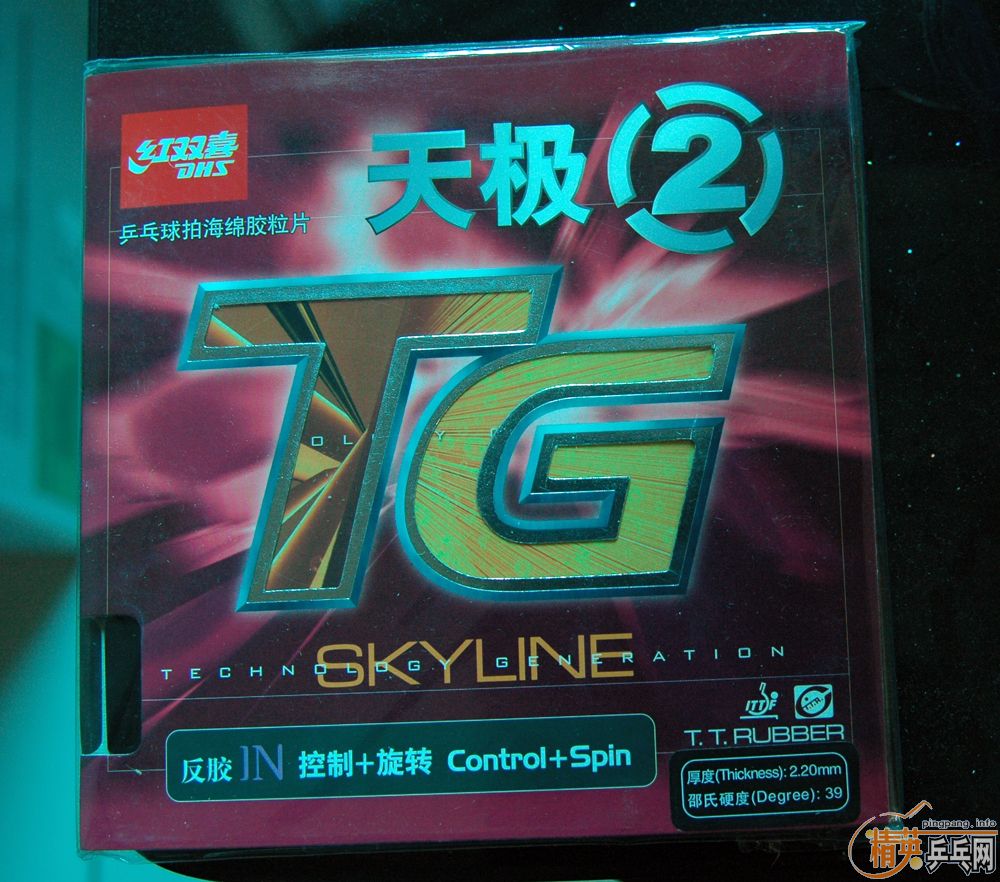 红双喜
DHS
天极 2
乒乓球拍海绵胶粒片
TG
SKYLINE
TECHNOLOGY GENERATION
ITTF
T. T. RUBBER
反胶 IN 控制+旋转 Control+Spin
厚度(Thickness): 2.20mm
邵氏硬度(Degree): 39
pingpang.info
精英乒乓网